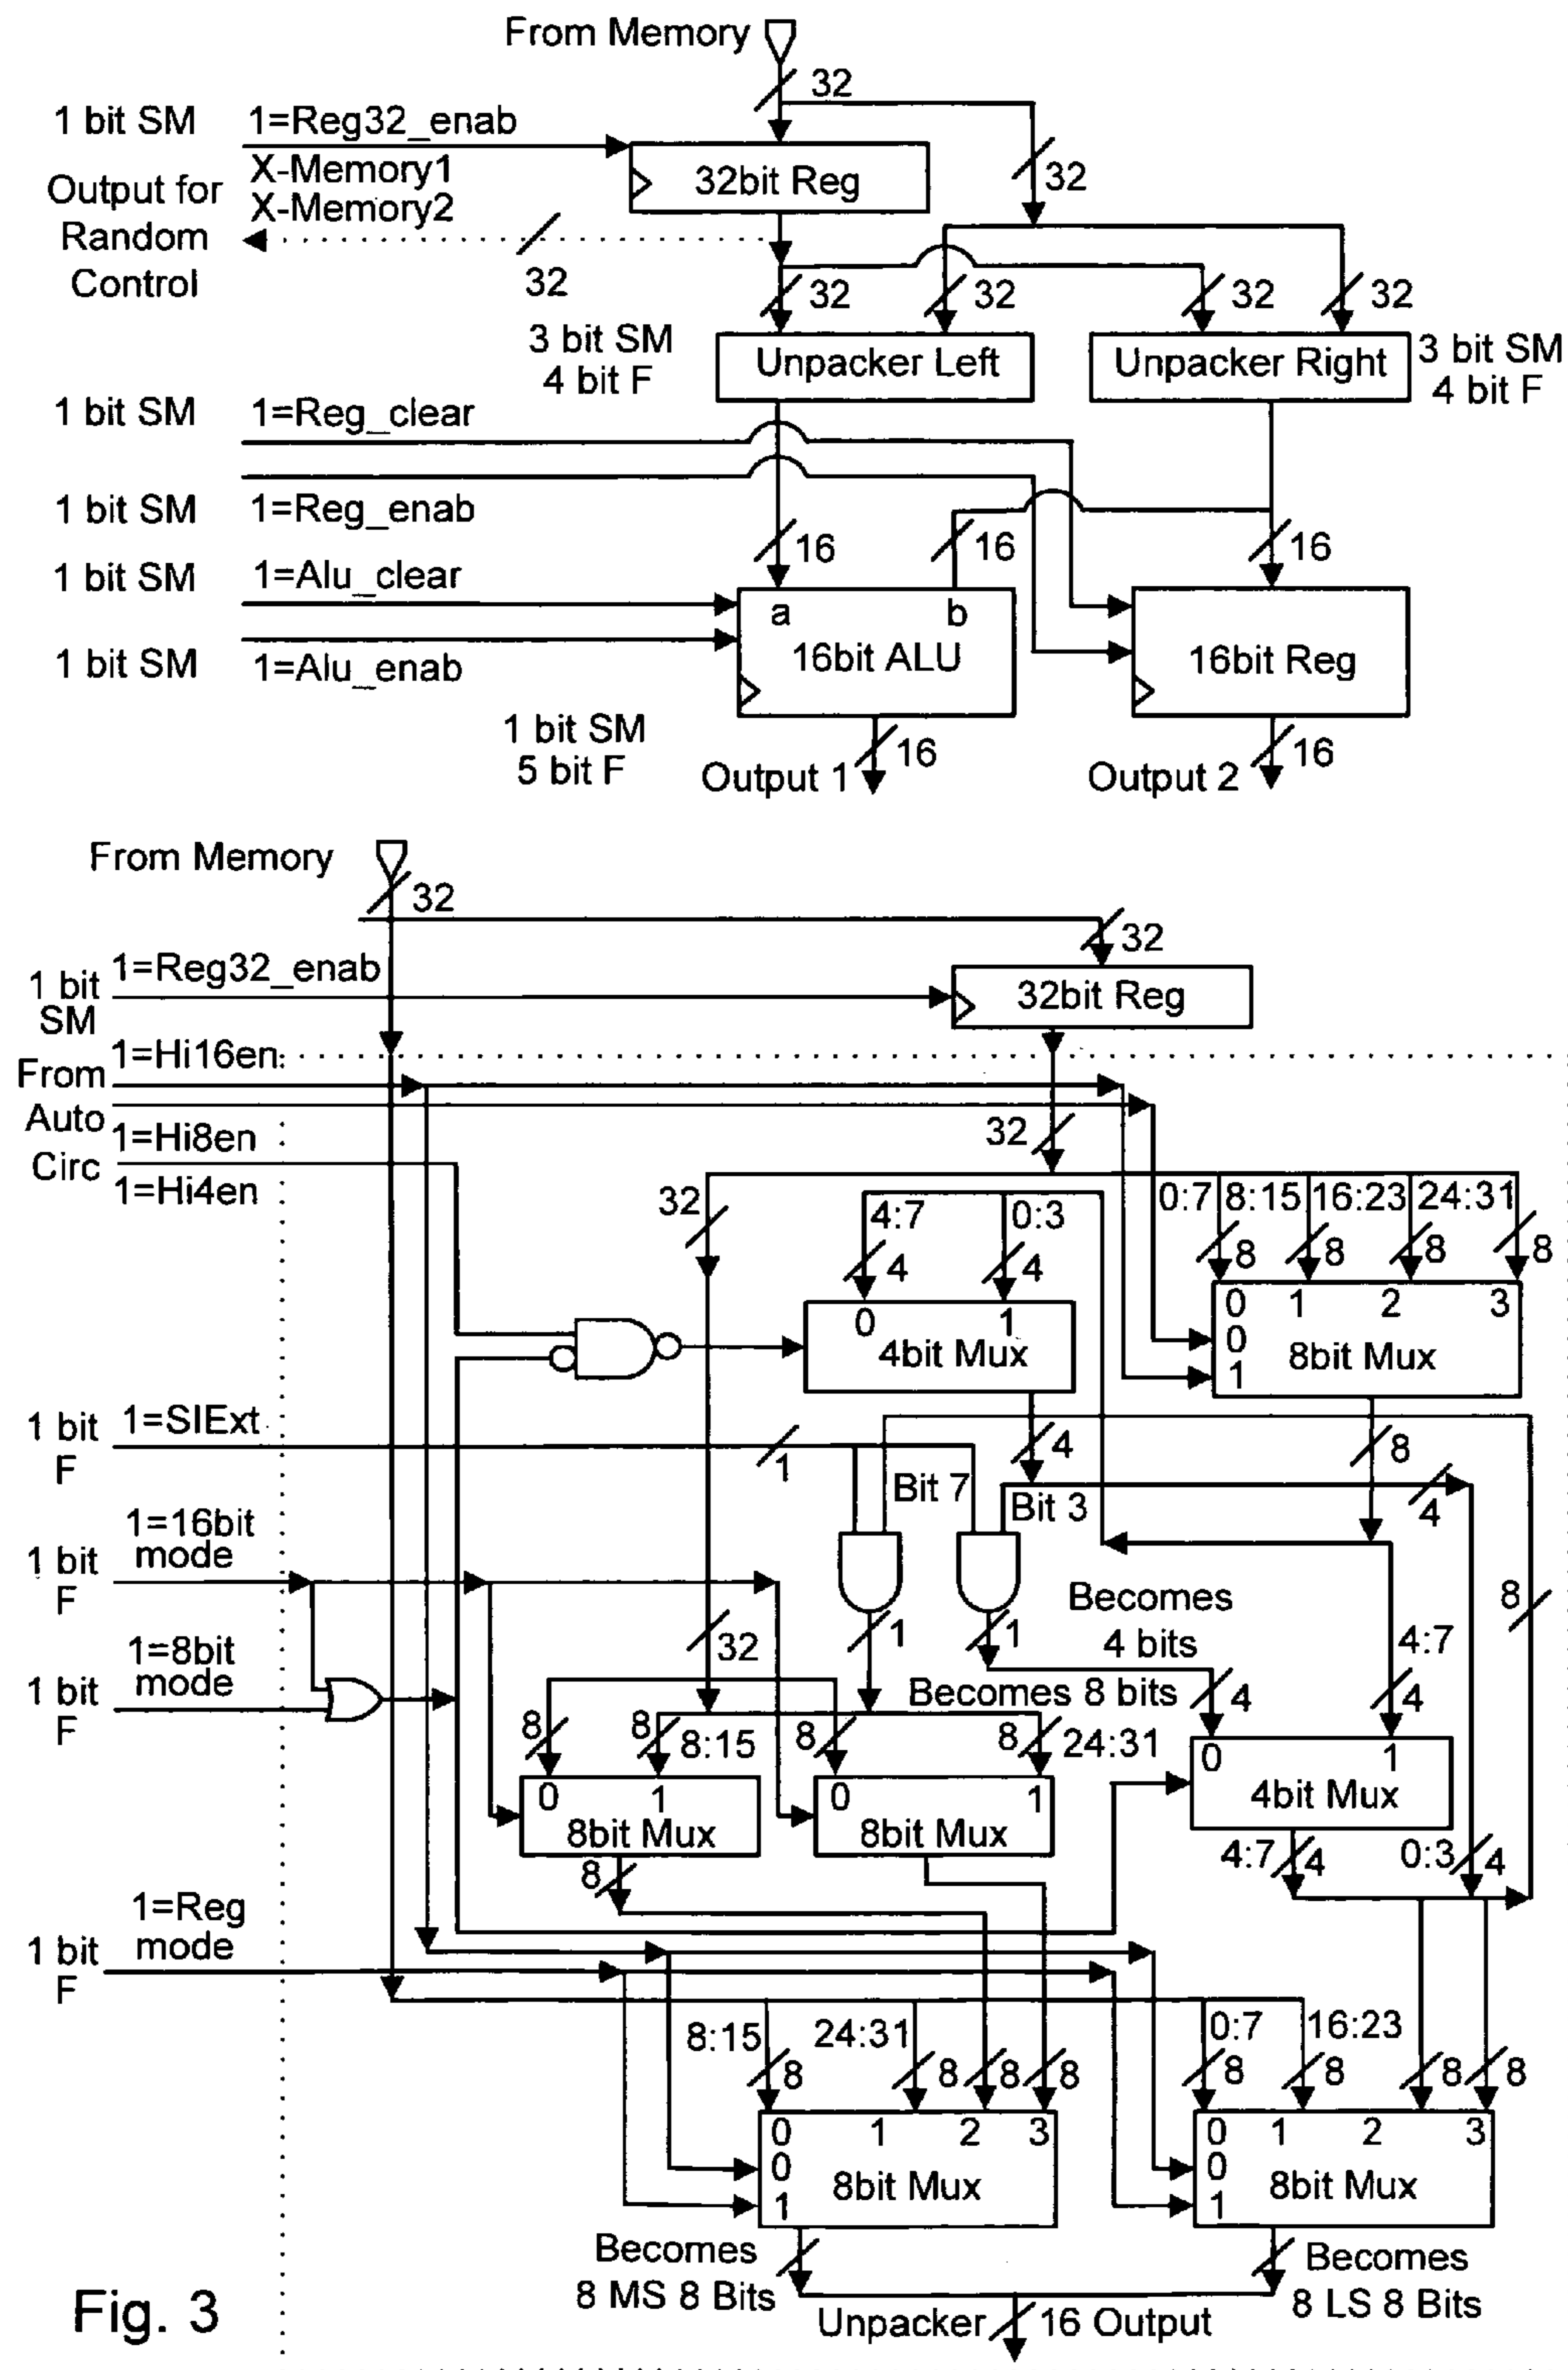 From Memory
32
1 bit SM 1=Reg32_enab
X-Memory1
32bit Reg
32
Output for
X-Memory2
Random
Control
32
32 32 32 32
3 bit SM
4 bit F
Unpacker Left
Unpacker Right
3 bit SM
4 bit F
1 bit SM 1=Reg_clear
1 bit SM 1=Reg_enab
16 16 16
1 bit SM 1=Alu_clear
a b
16bit ALU
16bit Reg
1 bit SM 1=Alu_enab
1 bit SM
5 bit F
Output 1 16
Output 2 16
From Memory
32
32
1=Reg32_enab
1 bit
SM
32bit Reg
1=Hi16en
From
Auto
Circ
1=Hi8en
1=Hi4en
32
32
4:7 0:3
0:7 8:15 16:23 24:31
4 4
8 8 8 8
0 1
4bit Mux
0 1 2 3
0
1
8bit Mux
1 bit
F
1=SIExt
1
4
8
Bit 7
Bit 3
4
1=16bit
mode
1 bit
F
8
Becomes
4 bits
1 1
32
4:7
1=8bit
mode
1 bit
F
Becomes 8 bits
4 4
8 8 8:15 8 8 24:31
0 1
8bit Mux
0 1
8bit Mux
0 1
4bit Mux
8
4:7 4 0:3 4
1=Reg
mode
1 bit
F
8:15 24:31
0:7 16:23
8 8 8 8
8 8 8 8
0 1 2 3
0
1
8bit Mux
0 1 2 3
0
1
8bit Mux
Becomes
8 MS 8 Bits
Becomes
8 LS 8 Bits
Unpacker 16 Output
Fig. 3